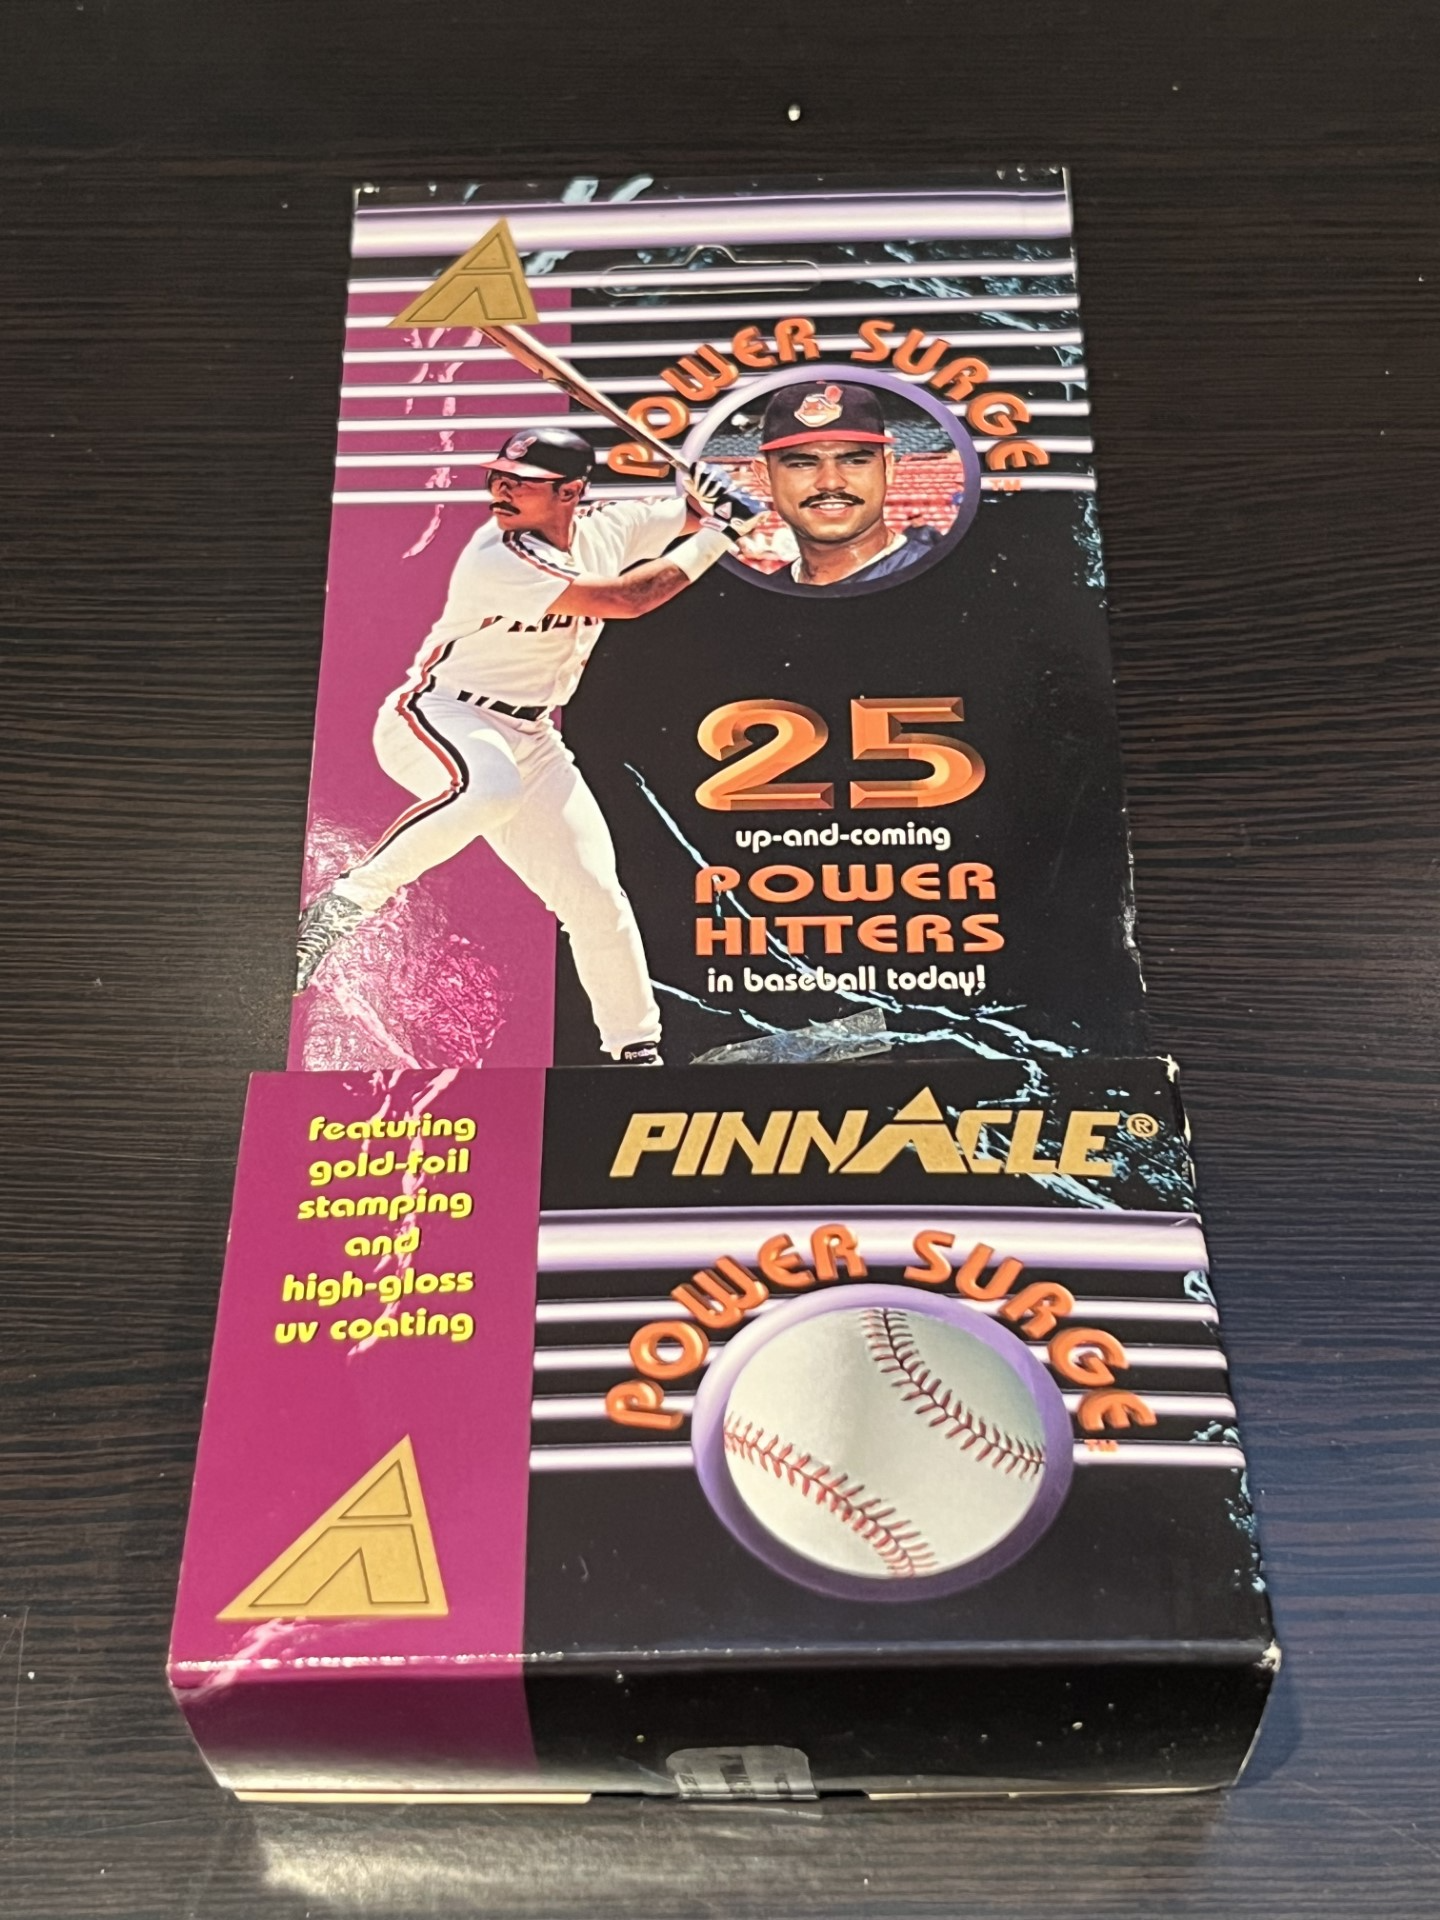 POWER SURGE™
25
up-and-coming
POWER
HITTERS
in baseball today!
Reebok
featuring
gold-foil
stamping
and
high-gloss
uv coating
PINNACLE®
POWER SURGE™